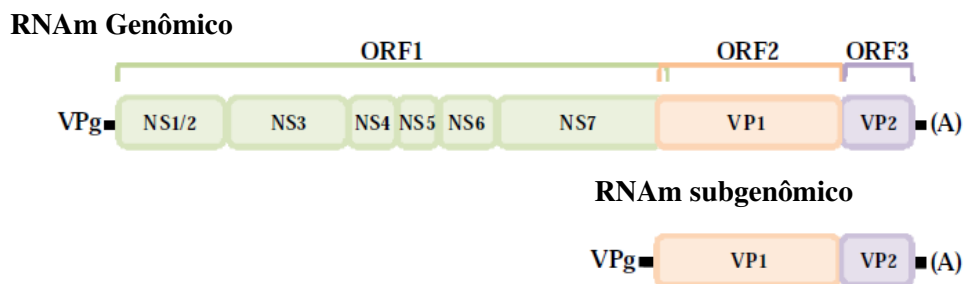 RNAm Genômico
ORF1 ORF2 ORF3
VPg NS1/2 NS3 NS4 NS5 NS6 NS7 VP1 VP2 (A)
RNAm subgenômico
VPg VP1 VP2 (A)